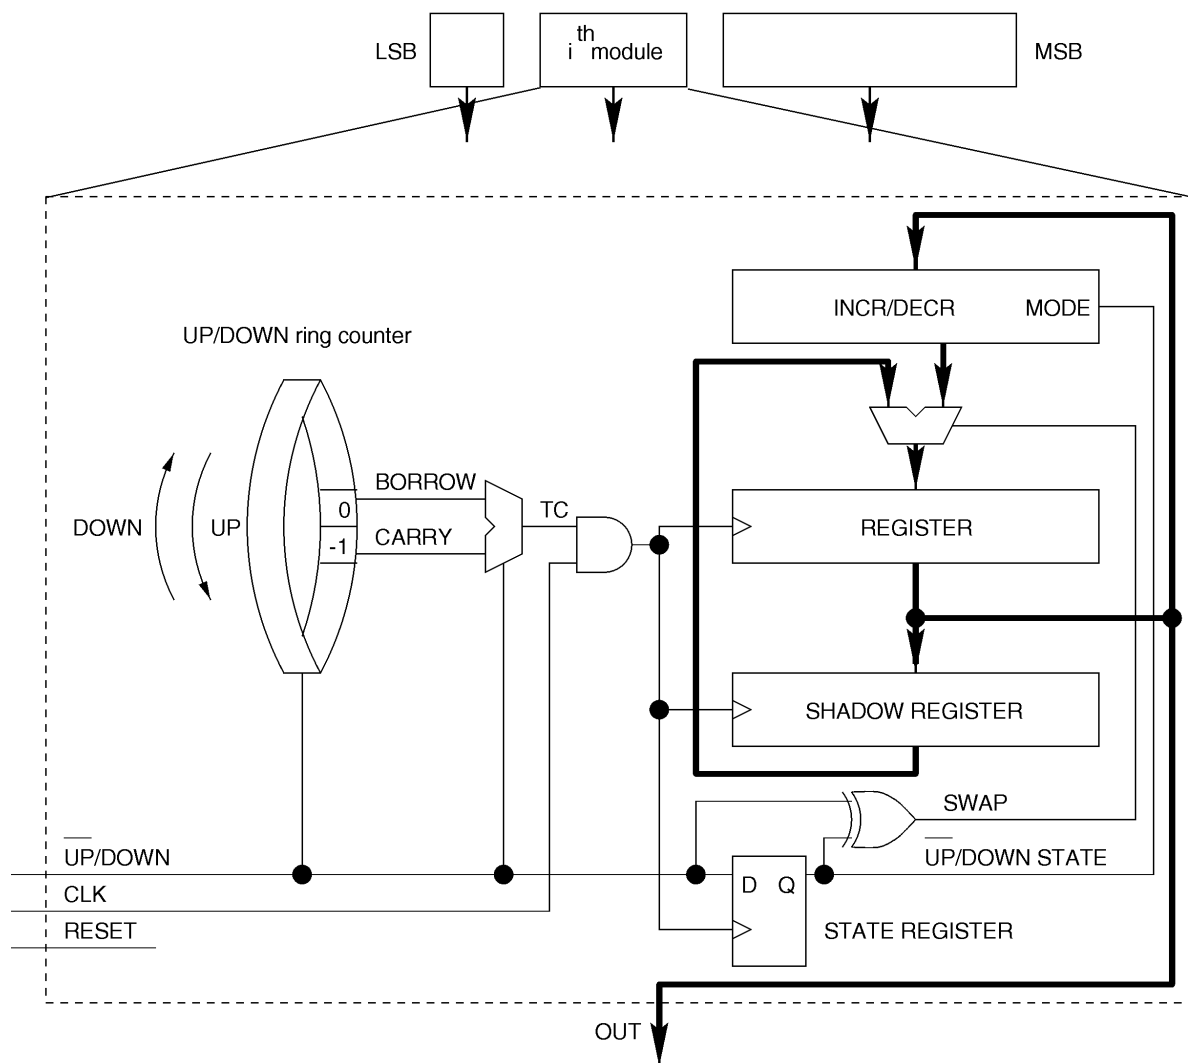 LSB
i th module
MSB
INCR/DECR
MODE
UP/DOWN ring counter
BORROW
0
TC
DOWN
UP
REGISTER
-1
CARRY
SHADOW REGISTER
SWAP
UP/DOWN
UP/DOWN STATE
D Q
CLK
RESET
STATE REGISTER
OUT